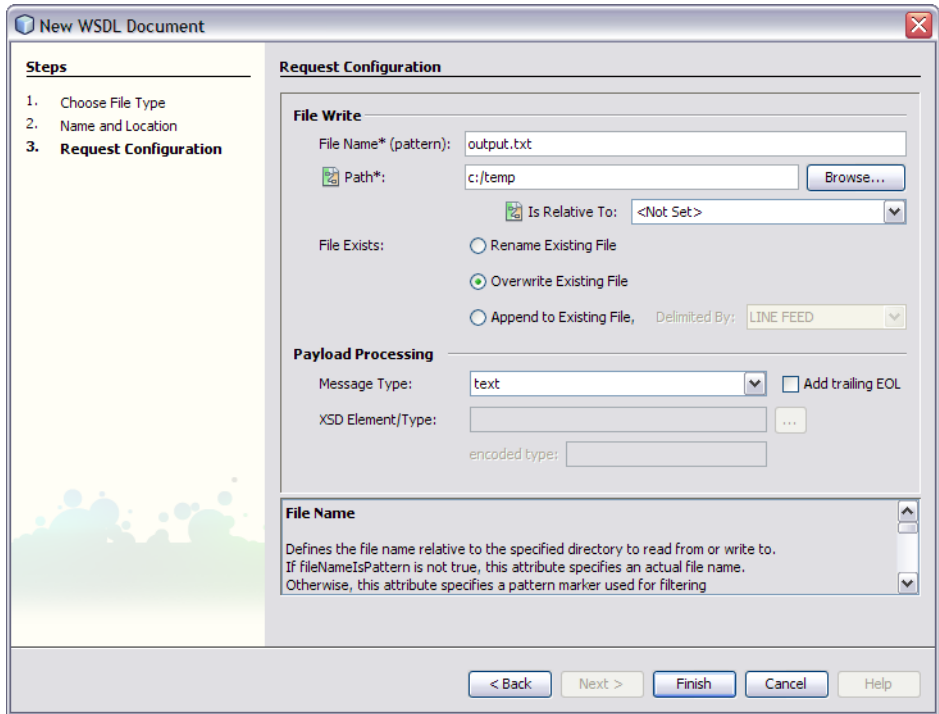 New WSDL Document
Steps
1. Choose File Type
2. Name and Location
3. Request Configuration
Request Configuration
File Write
File Name* (pattern): output.txt
Path*: c:/temp Browse...
Is Relative To: <Not Set>
File Exists: Rename Existing File
Overwrite Existing File
Append to Existing File, Delimited By: LINE FEED
Payload Processing
Message Type: text Add trailing EOL
XSD Element/Type: ...
encoded type:
File Name
Defines the file name relative to the specified directory to read from or write to.
If fileNameIsPattern is not true, this attribute specifies an actual file name.
Otherwise, this attribute specifies a pattern marker used for filtering
< Back Next > Finish Cancel Help